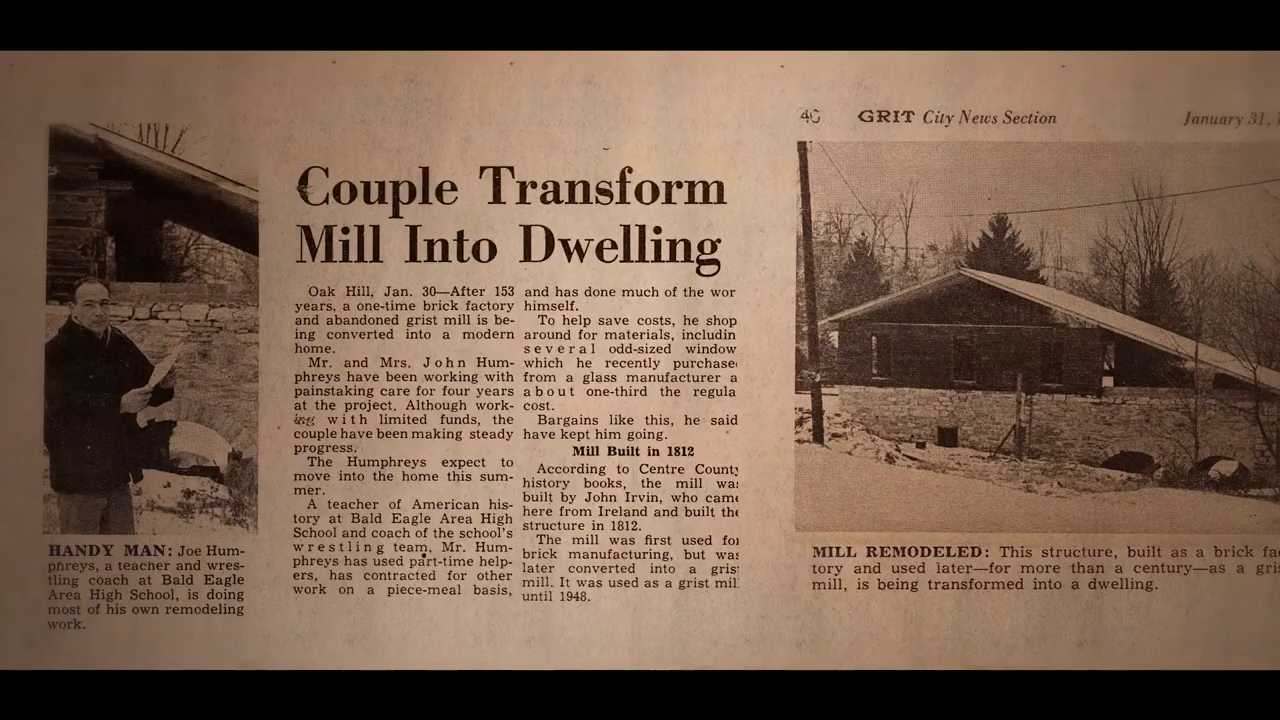 40 GRIT City News Section January 31,
Couple Transform
Mill Into Dwelling
Oak Hill, Jan. 30—After 153
years, a one-time brick factory
and abandoned grist mill is be-
ing converted into a modern
home.
Mr. and Mrs. John Hum-
phreys have been working with
painstaking care for four years
at the project. Although work-
ing with limited funds, the
couple have been making steady
progress.
The Humphreys expect to
move into the home this sum-
mer.
A teacher of American his-
tory at Bald Eagle Area High
School and coach of the school's
wrestling team, Mr. Hum-
phreys has used part-time help-
ers, has contracted for other
work on a piece-meal basis,
and has done much of the wor
himself.
To help save costs, he shop
around for materials, includin
several odd-sized window
which he recently purchase
from a glass manufacturer a
about one-third the regula
cost.
Bargains like this, he said
have kept him going.
Mill Built in 1812
According to Centre County
history books, the mill was
built by John Irvin, who came
here from Ireland and built the
structure in 1812.
The mill was first used for
brick manufacturing, but was
later converted into a grist
mill. It was used as a grist mill
until 1948.
HANDY MAN: Joe Hum-
phreys, a teacher and wres-
tling coach at Bald Eagle
Area High School, is doing
most of his own remodeling
work.
MILL REMODELED: This structure, built as a brick fa
tory and used later—for more than a century—as a gris
mill, is being transformed into a dwelling.